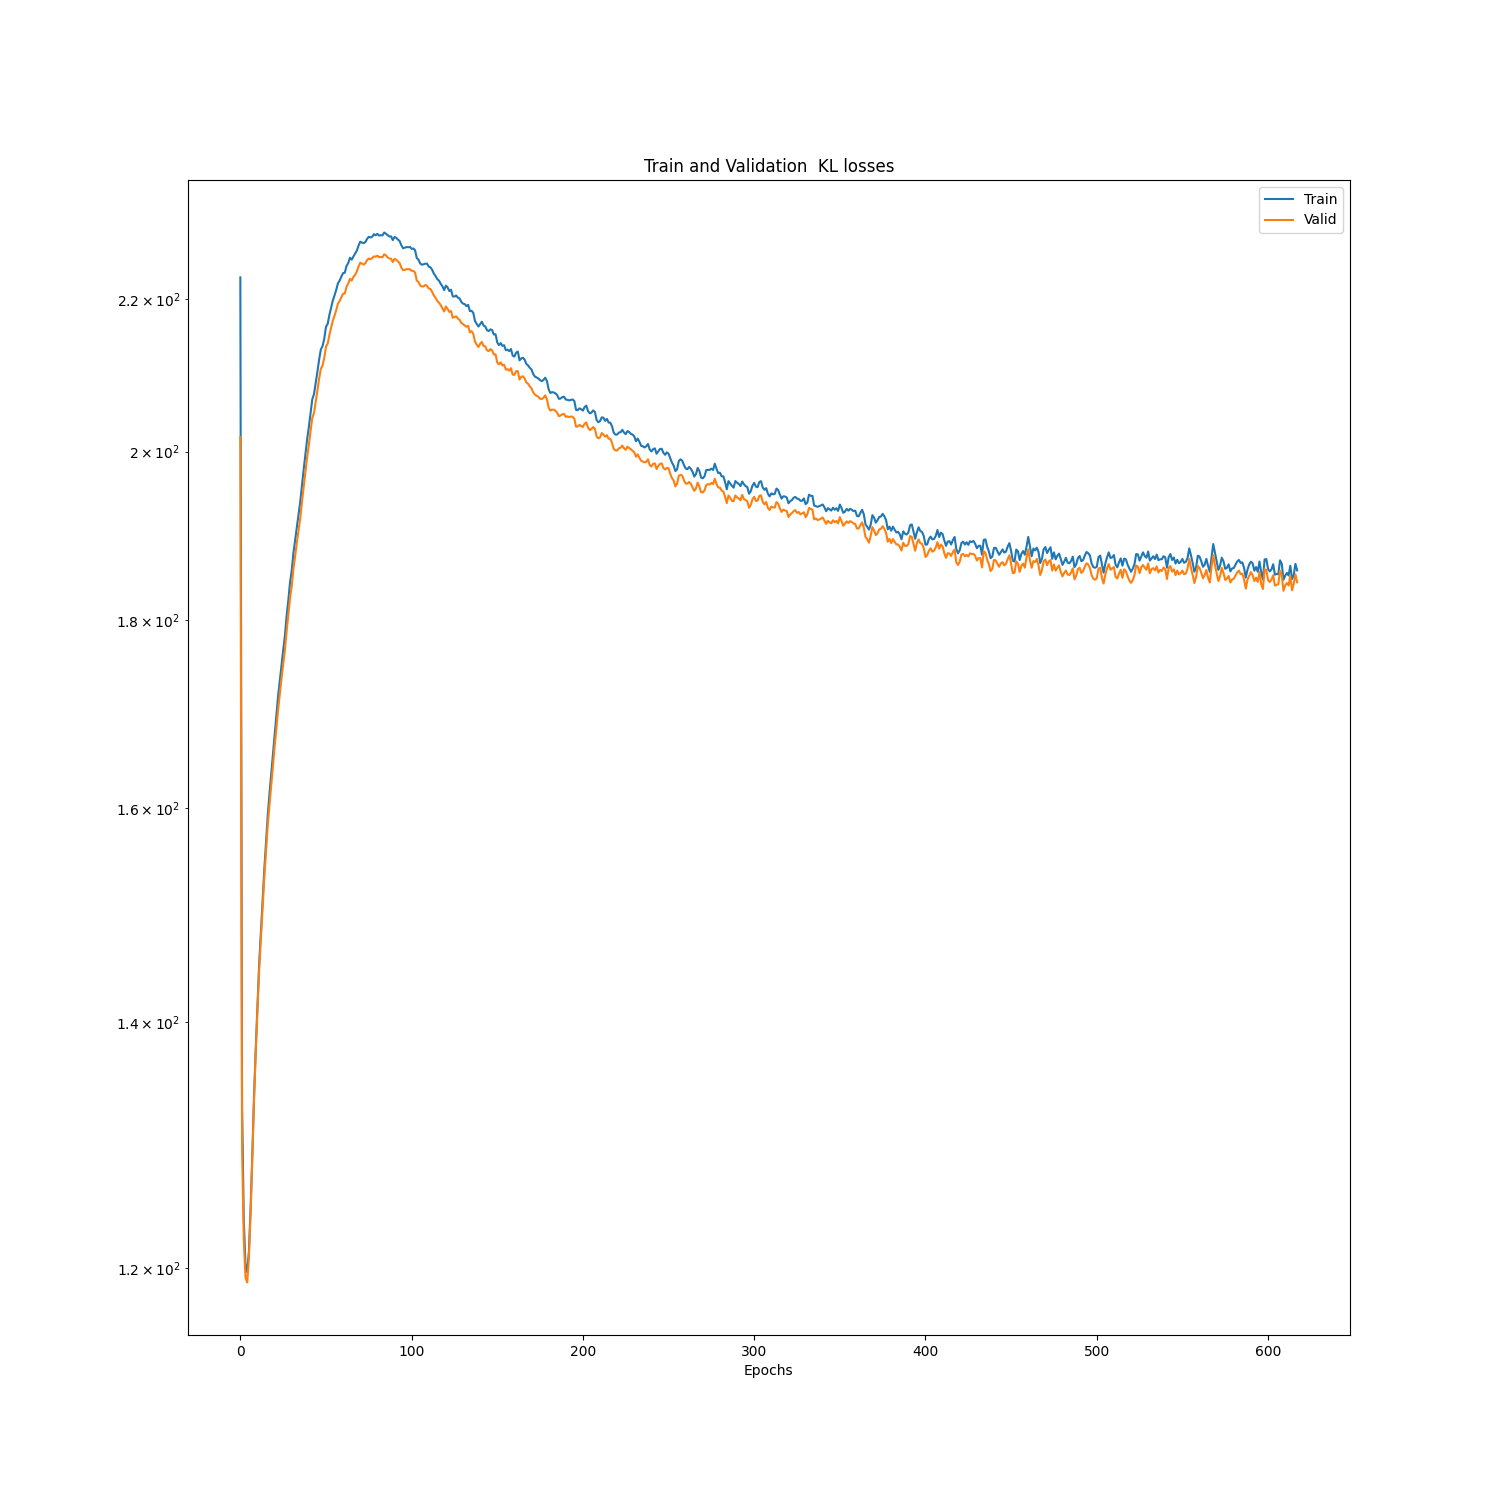 Train and Validation  KL losses
Train
Valid
2.2 × 10²
2 × 10²
1.8 × 10²
1.6 × 10²
1.4 × 10²
1.2 × 10²
0 100 200 300 400 500 600
Epochs